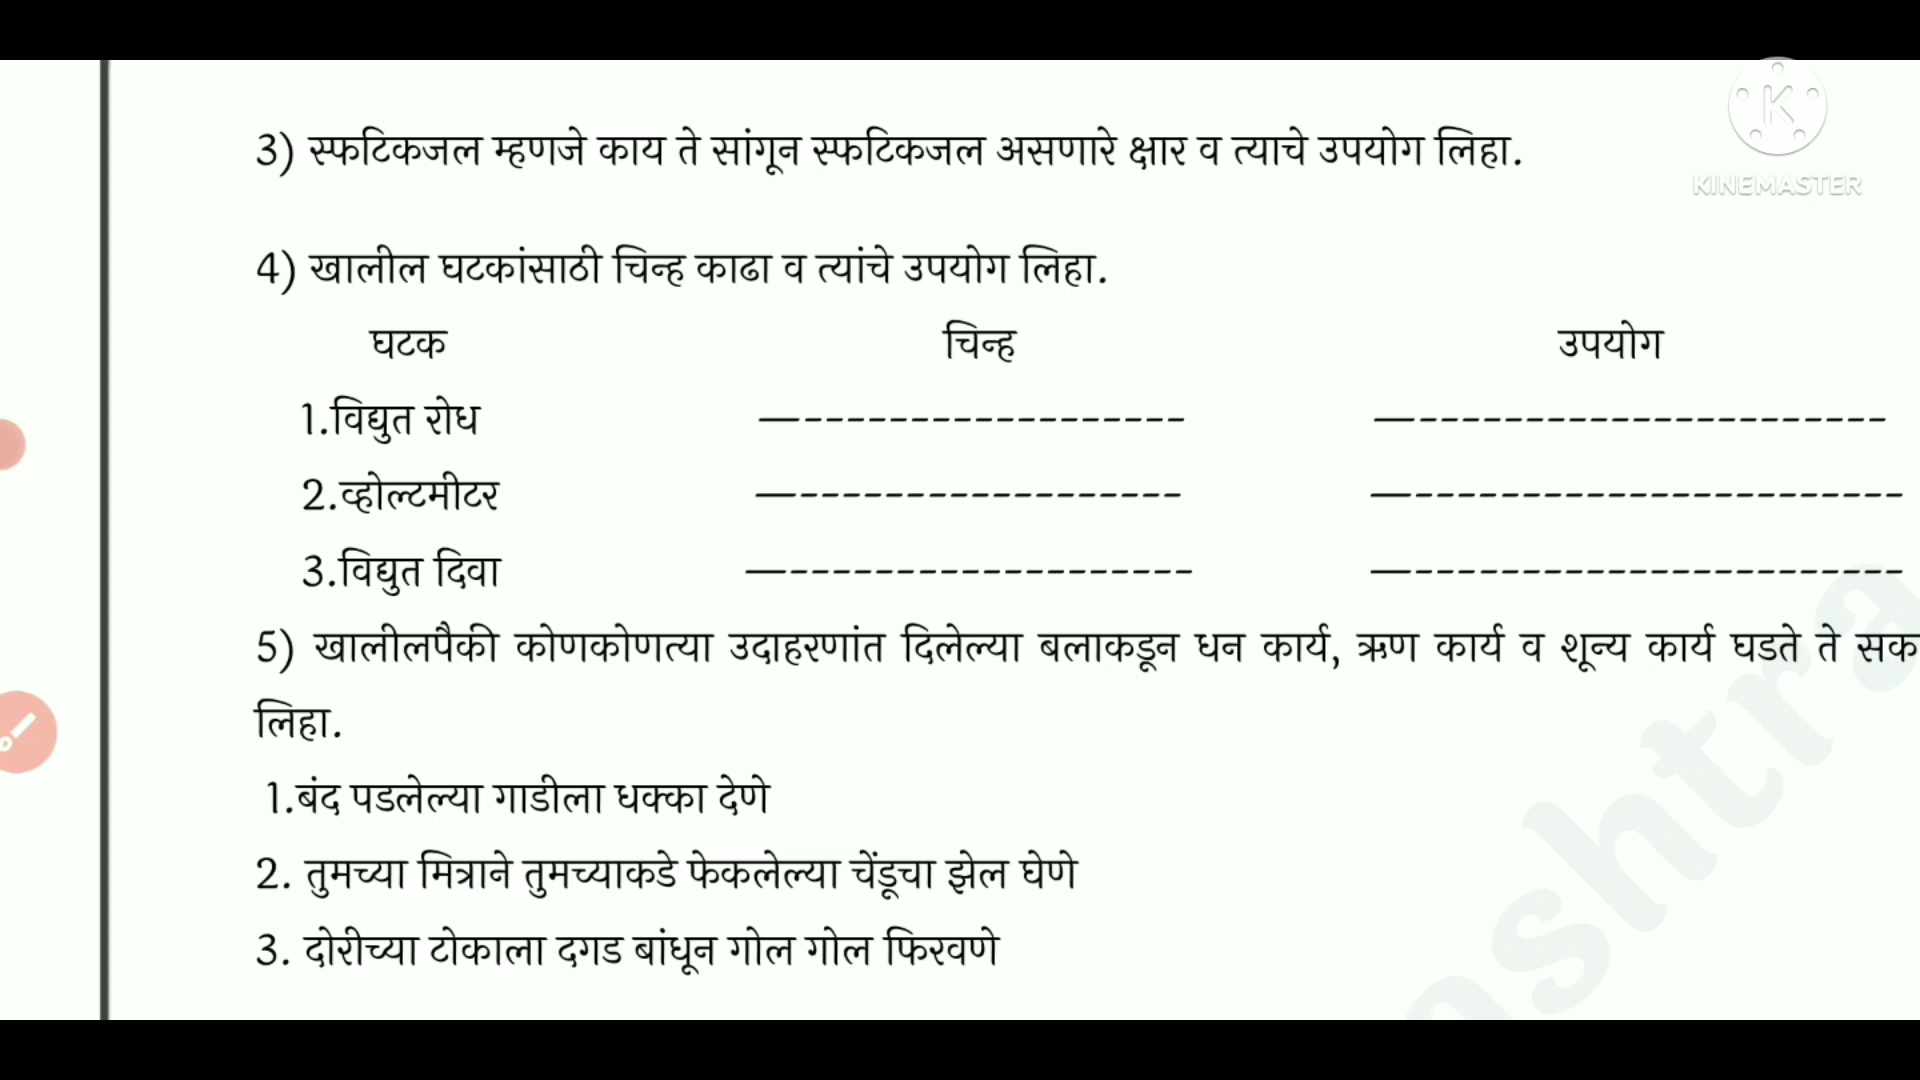 3) स्फटिकजल म्हणजे काय ते सांगून स्फटिकजल असणारे क्षार व त्याचे उपयोग लिहा.
KINEMASTER
4) खालील घटकांसाठी चिन्ह काढा व त्यांचे उपयोग लिहा.
घटक चिन्ह उपयोग
1.विद्युत रोध —------------------ —----------------------
2.व्होल्टमीटर —------------------ —-----------------------
3.विद्युत दिवा —------------------- —-----------------------
5) खालीलपैकी कोणकोणत्या उदाहरणांत दिलेल्या बलाकडून धन कार्य, ऋण कार्य व शून्य कार्य घडते ते सक
लिहा.
1.बंद पडलेल्या गाडीला धक्का देणे
2. तुमच्या मित्राने तुमच्याकडे फेकलेल्या चेंडूचा झेल घेणे
3. दोरीच्या टोकाला दगड बांधून गोल गोल फिरवणे
ashtra